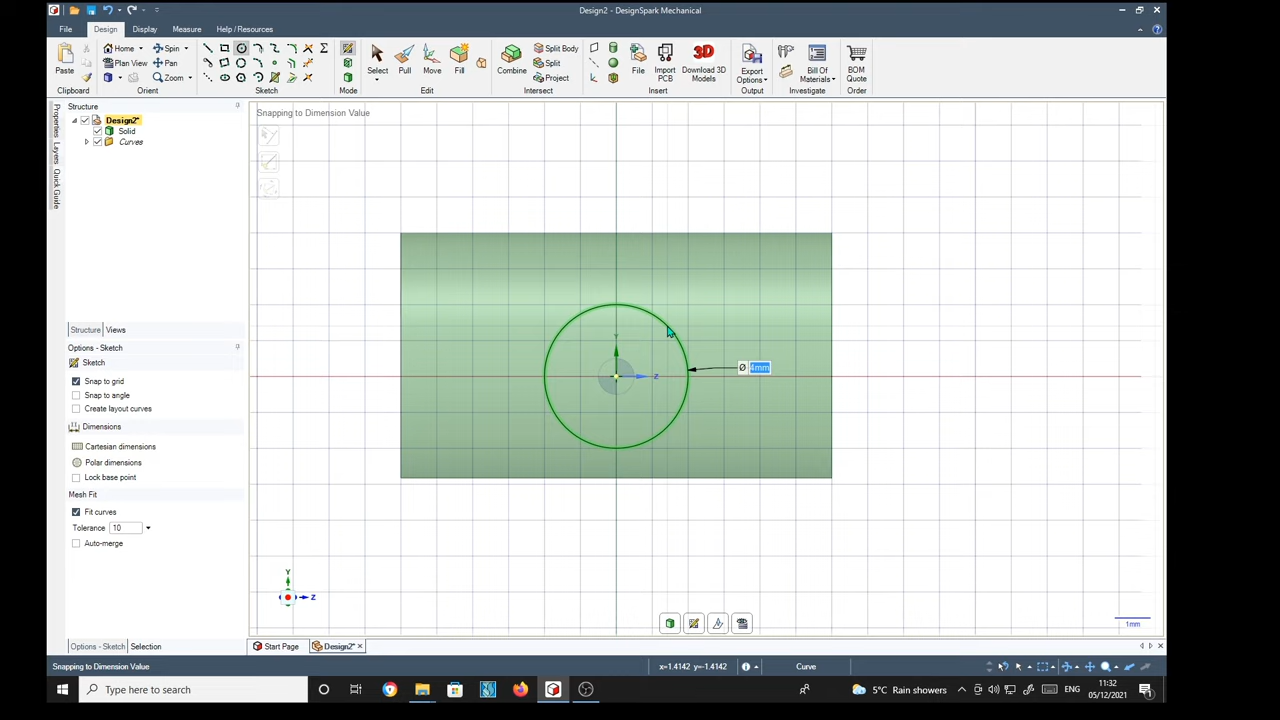 Design2 - DesignSpark Mechanical
File Design Display Measure Help / Resources
Paste
Home Spin
Plan View Pan
Zoom
Select Pull Move Fill
Combine
Split Body
Split
Project
File Import PCB Download 3D Models
Export Options
Bill Of Materials
BOM Quote
Clipboard Orient Sketch Mode Edit Intersect Insert Output Investigate Order
Structure
Design2*
Solid
Curves
Properties Layers Quick Guide
Snapping to Dimension Value
Y
Z
Ø 4mm
Structure Views
Options - Sketch
Sketch
Snap to grid
Snap to angle
Create layout curves
Dimensions
Cartesian dimensions
Polar dimensions
Lock base point
Mesh Fit
Fit curves
Tolerance 10
Auto-merge
Y
Z
1mm
Options - Sketch Selection
Start Page Design2*
Snapping to Dimension Value
x=1.4142 y=-1.4142
Curve
Type here to search
5°C Rain showers
ENG
11:32
05/12/2021
1